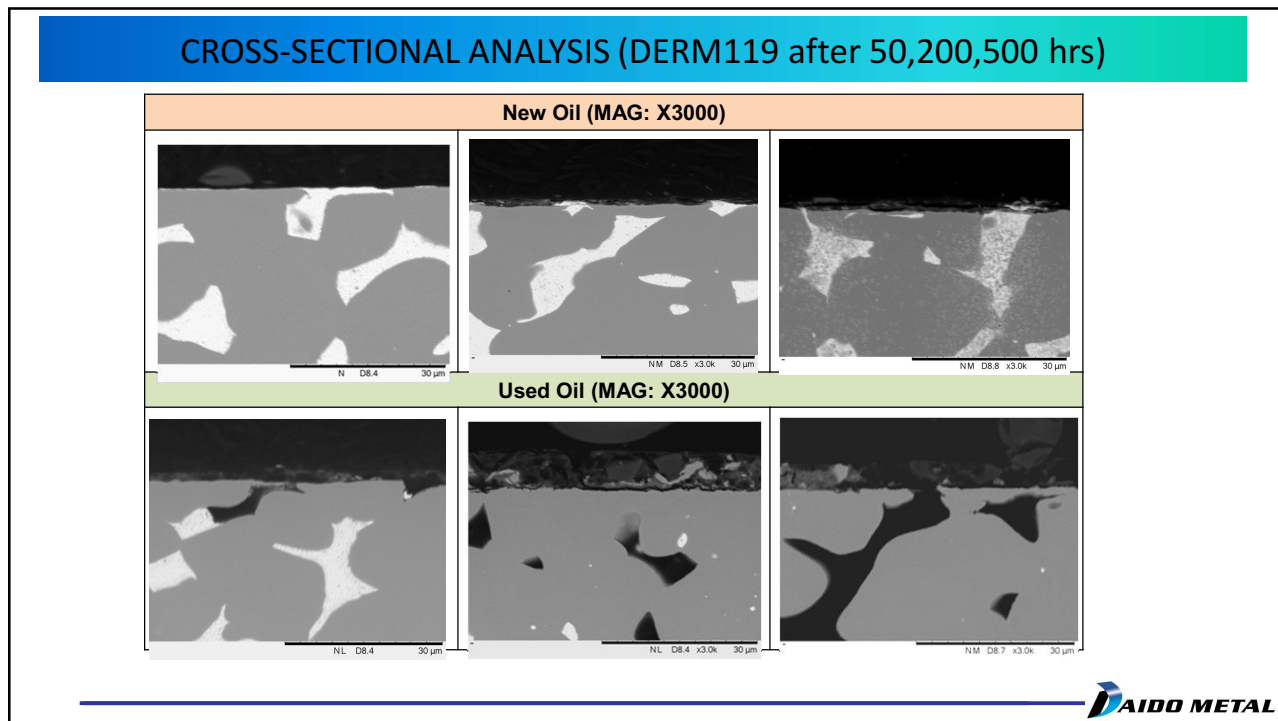 CROSS-SECTIONAL ANALYSIS (DERM119 after 50,200,500 hrs)
New Oil (MAG: X3000)
N D8.4 30 µm
NM D8.5 x3.0k 30 µm
NM D8.8 x3.0k 30 µm
Used Oil (MAG: X3000)
NL D8.4 30 µm
NL D8.4 x3.0k 30 µm
NM D8.7 x3.0k 30 µm
DAIDO METAL